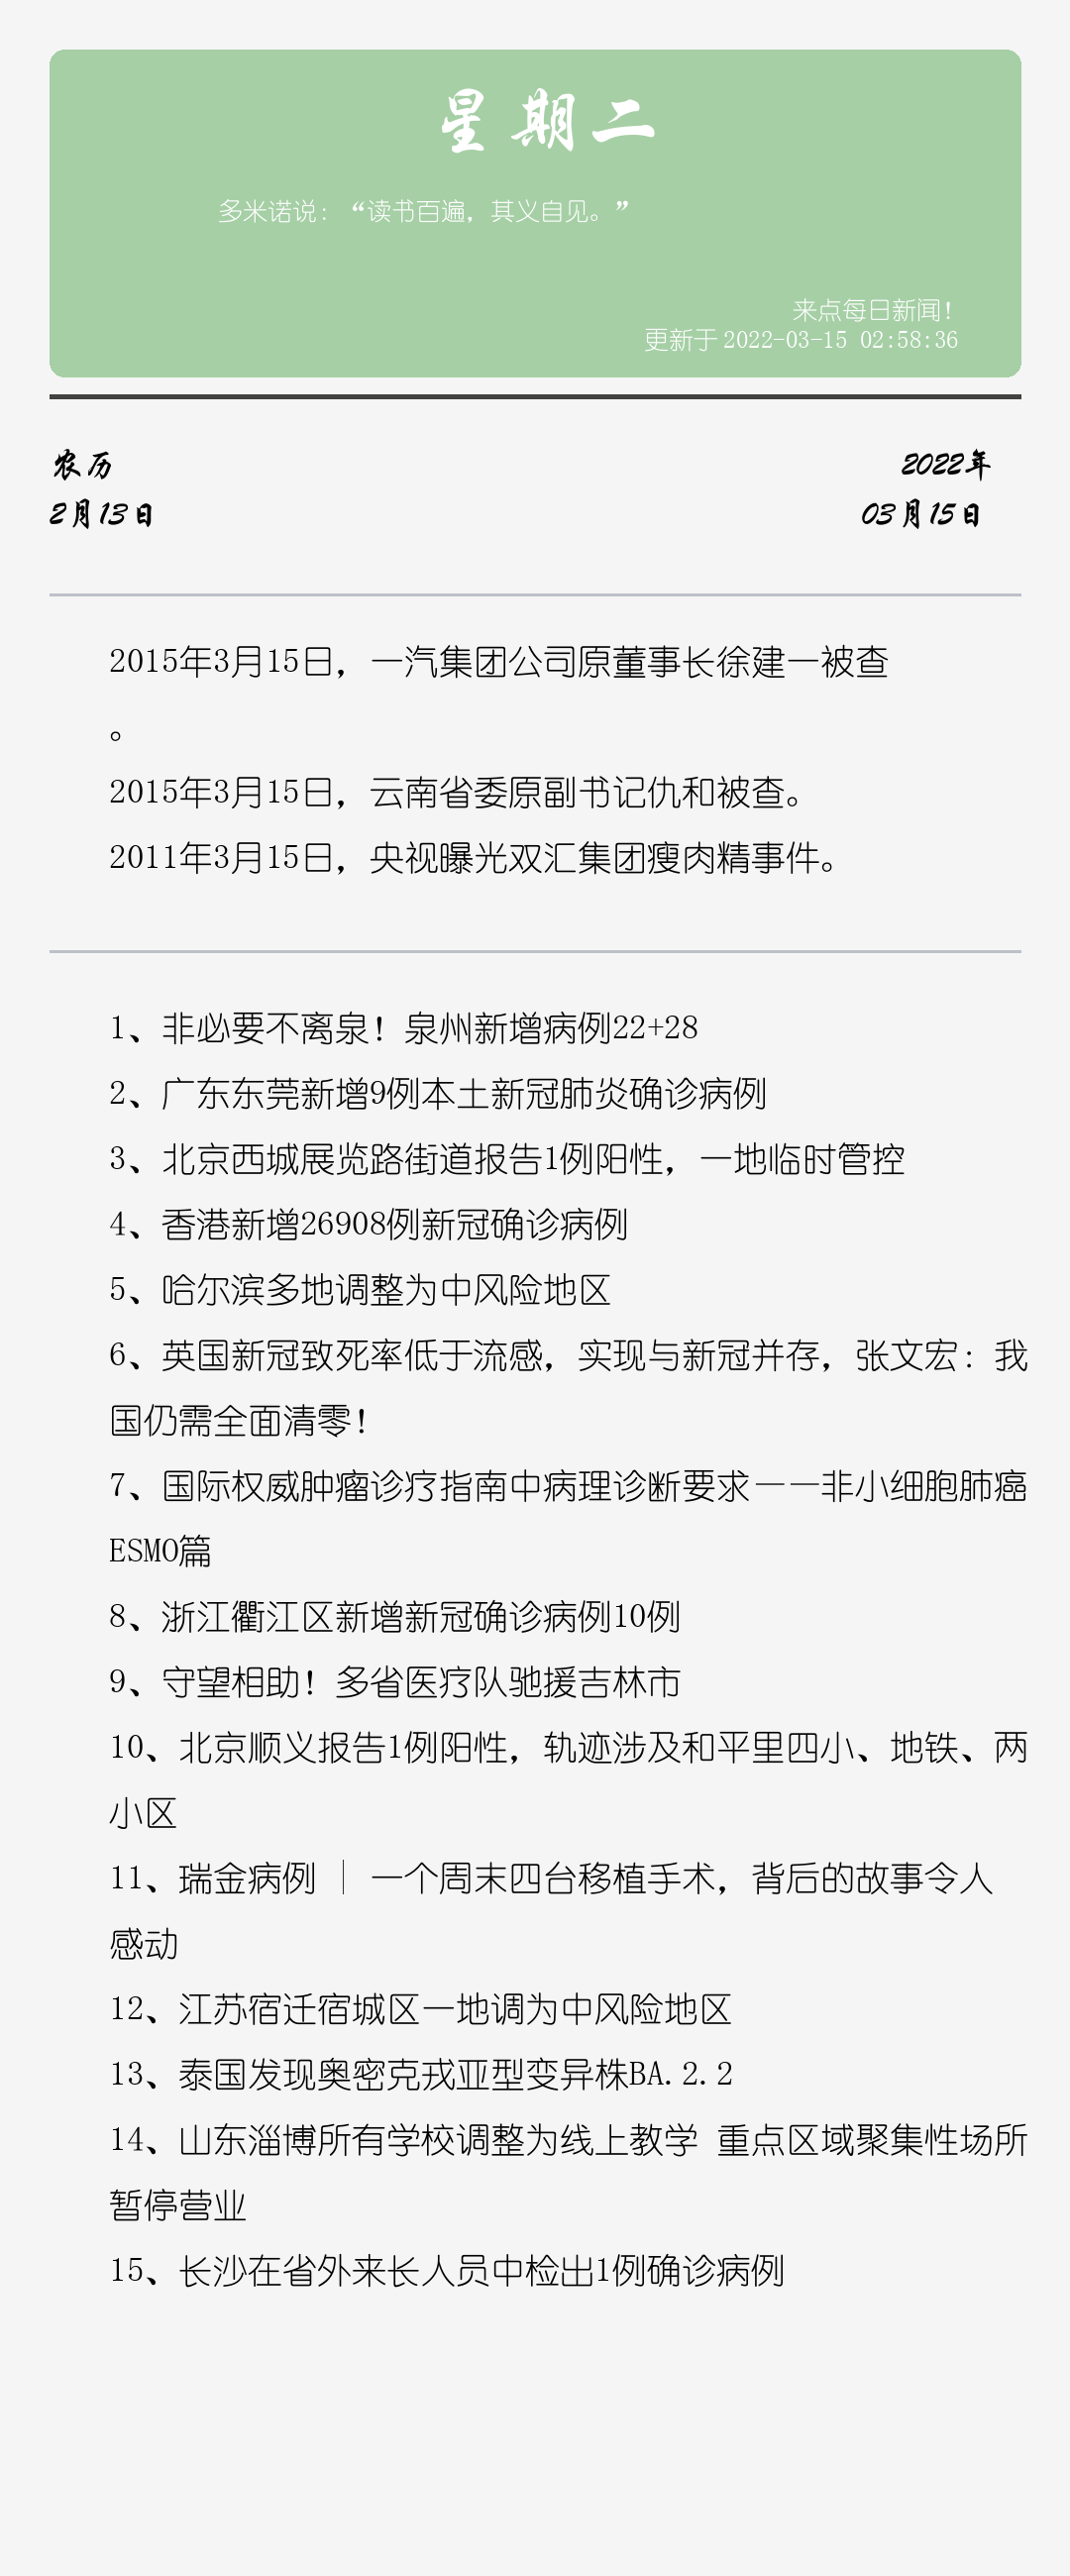 星期二
多米诺说：“读书百遍，其义自见。”
来点每日新闻！
更新于 2022-03-15 02:58:36
农历
2022年
2月13日
03月15日
2015年3月15日，一汽集团公司原董事长徐建一被查
。
2015年3月15日，云南省委原副书记仇和被查。
2011年3月15日，央视曝光双汇集团瘦肉精事件。
1、非必要不离泉！泉州新增病例22+28
2、广东东莞新增9例本土新冠肺炎确诊病例
3、北京西城展览路街道报告1例阳性，一地临时管控
4、香港新增26908例新冠确诊病例
5、哈尔滨多地调整为中风险地区
6、英国新冠致死率低于流感，实现与新冠并存，张文宏：我
国仍需全面清零！
7、国际权威肿瘤诊疗指南中病理诊断要求——非小细胞肺癌
ESMO篇
8、浙江衢江区新增新冠确诊病例10例
9、守望相助！多省医疗队驰援吉林市
10、北京顺义报告1例阳性，轨迹涉及和平里四小、地铁、两
小区
11、瑞金病例 | 一个周末四台移植手术，背后的故事令人
感动
12、江苏宿迁宿城区一地调为中风险地区
13、泰国发现奥密克戎亚型变异株BA.2.2
14、山东淄博所有学校调整为线上教学 重点区域聚集性场所
暂停营业
15、长沙在省外来长人员中检出1例确诊病例